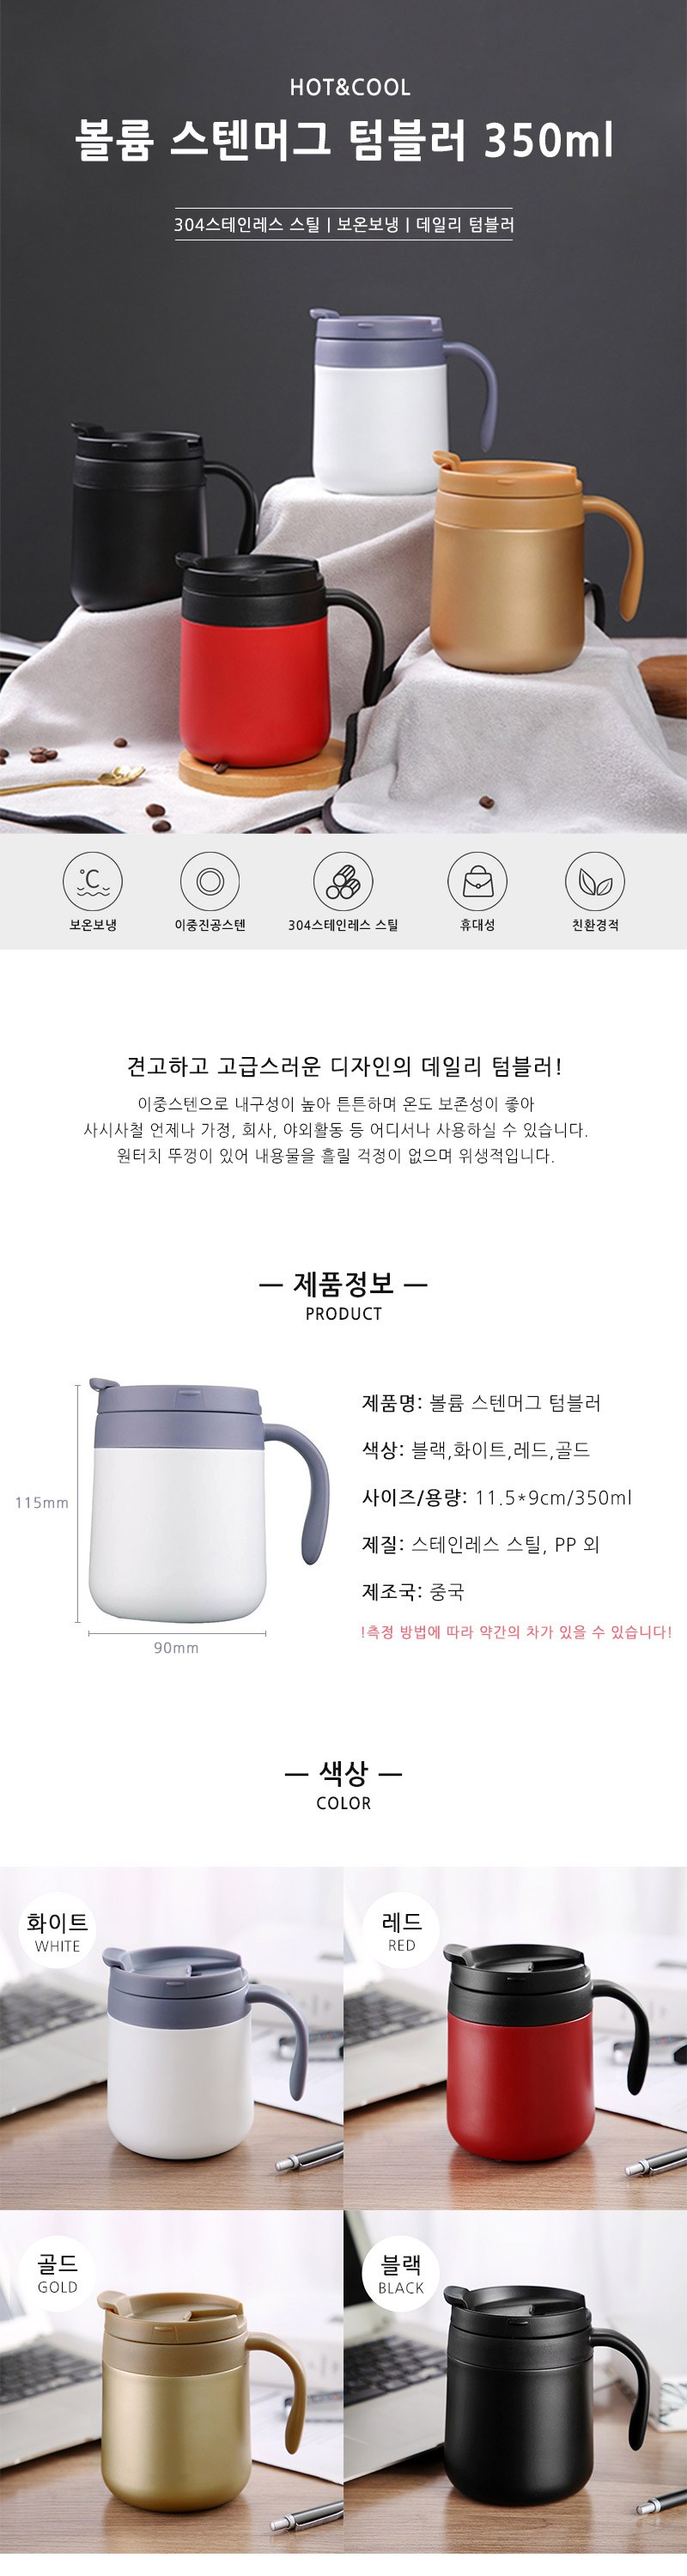 HOT&COOL
볼륨 스텐머그 텀블러 350ml
304스테인레스 스틸 | 보온보냉 | 데일리 텀블러
°C
보온보냉
이중진공스텐
304스테인레스 스틸
휴대성
친환경적
견고하고 고급스러운 디자인의 데일리 텀블러!
이중스텐으로 내구성이 높아 튼튼하며 온도 보존성이 좋아
사시사철 언제나 가정, 회사, 야외활동 등 어디서나 사용하실 수 있습니다.
원터치 뚜껑이 있어 내용물을 흘릴 걱정이 없으며 위생적입니다.
— 제품정보 —
PRODUCT
115mm
90mm
제품명: 볼륨 스텐머그 텀블러
색상: 블랙,화이트,레드,골드
사이즈/용량: 11.5*9cm/350ml
제질: 스테인레스 스틸, PP 외
제조국: 중국
!측정 방법에 따라 약간의 차가 있을 수 있습니다!
— 색상 —
COLOR
화이트
WHITE
레드
RED
골드
GOLD
블랙
BLACK